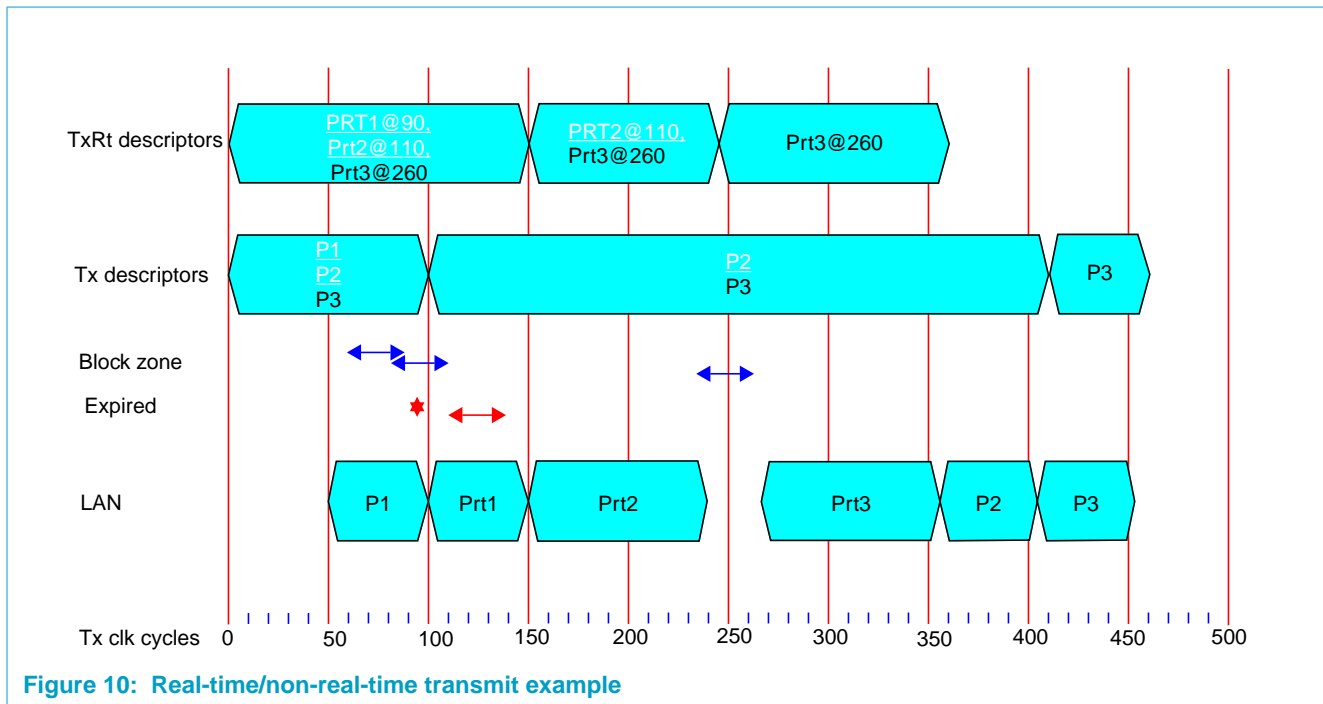 TxRt descriptors
PRT1@90,
Prt2@110,
Prt3@260
PRT2@110,
Prt3@260
Prt3@260
Tx descriptors
P1
P2
P3
P2
P3
P3
Block zone
Expired
LAN
P1
Prt1
Prt2
Prt3
P2
P3
Tx clk cycles
0 50 100 150 200 250 300 350 400 450 500
Figure 10: Real-time/non-real-time transmit example